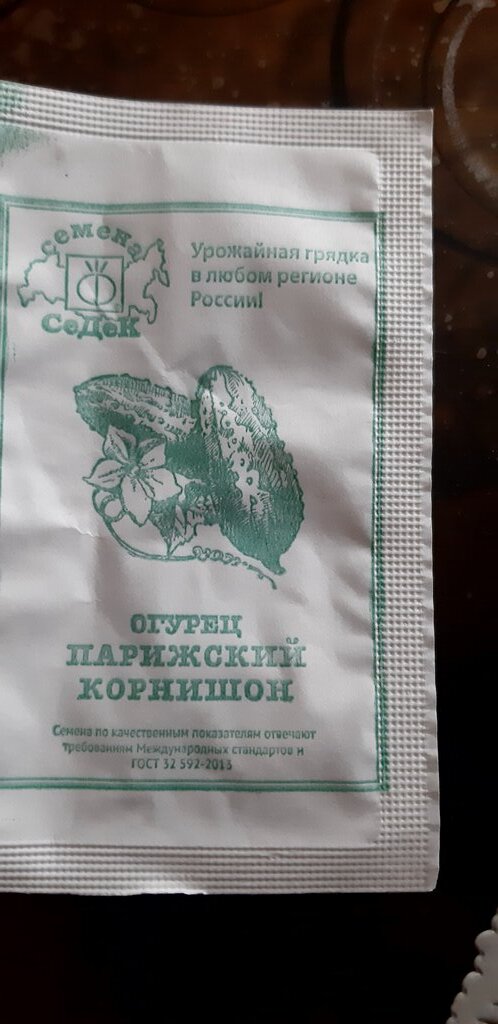 семена
СеДеК
Урожайная грядка
в любом регионе
России!
ОГУРЕЦ
ПАРИЖСКИЙ
КОРНИШОН
Семена по качественным показателям отвечают
требованиям Международных стандартов и
ГОСТ 32 592-2013